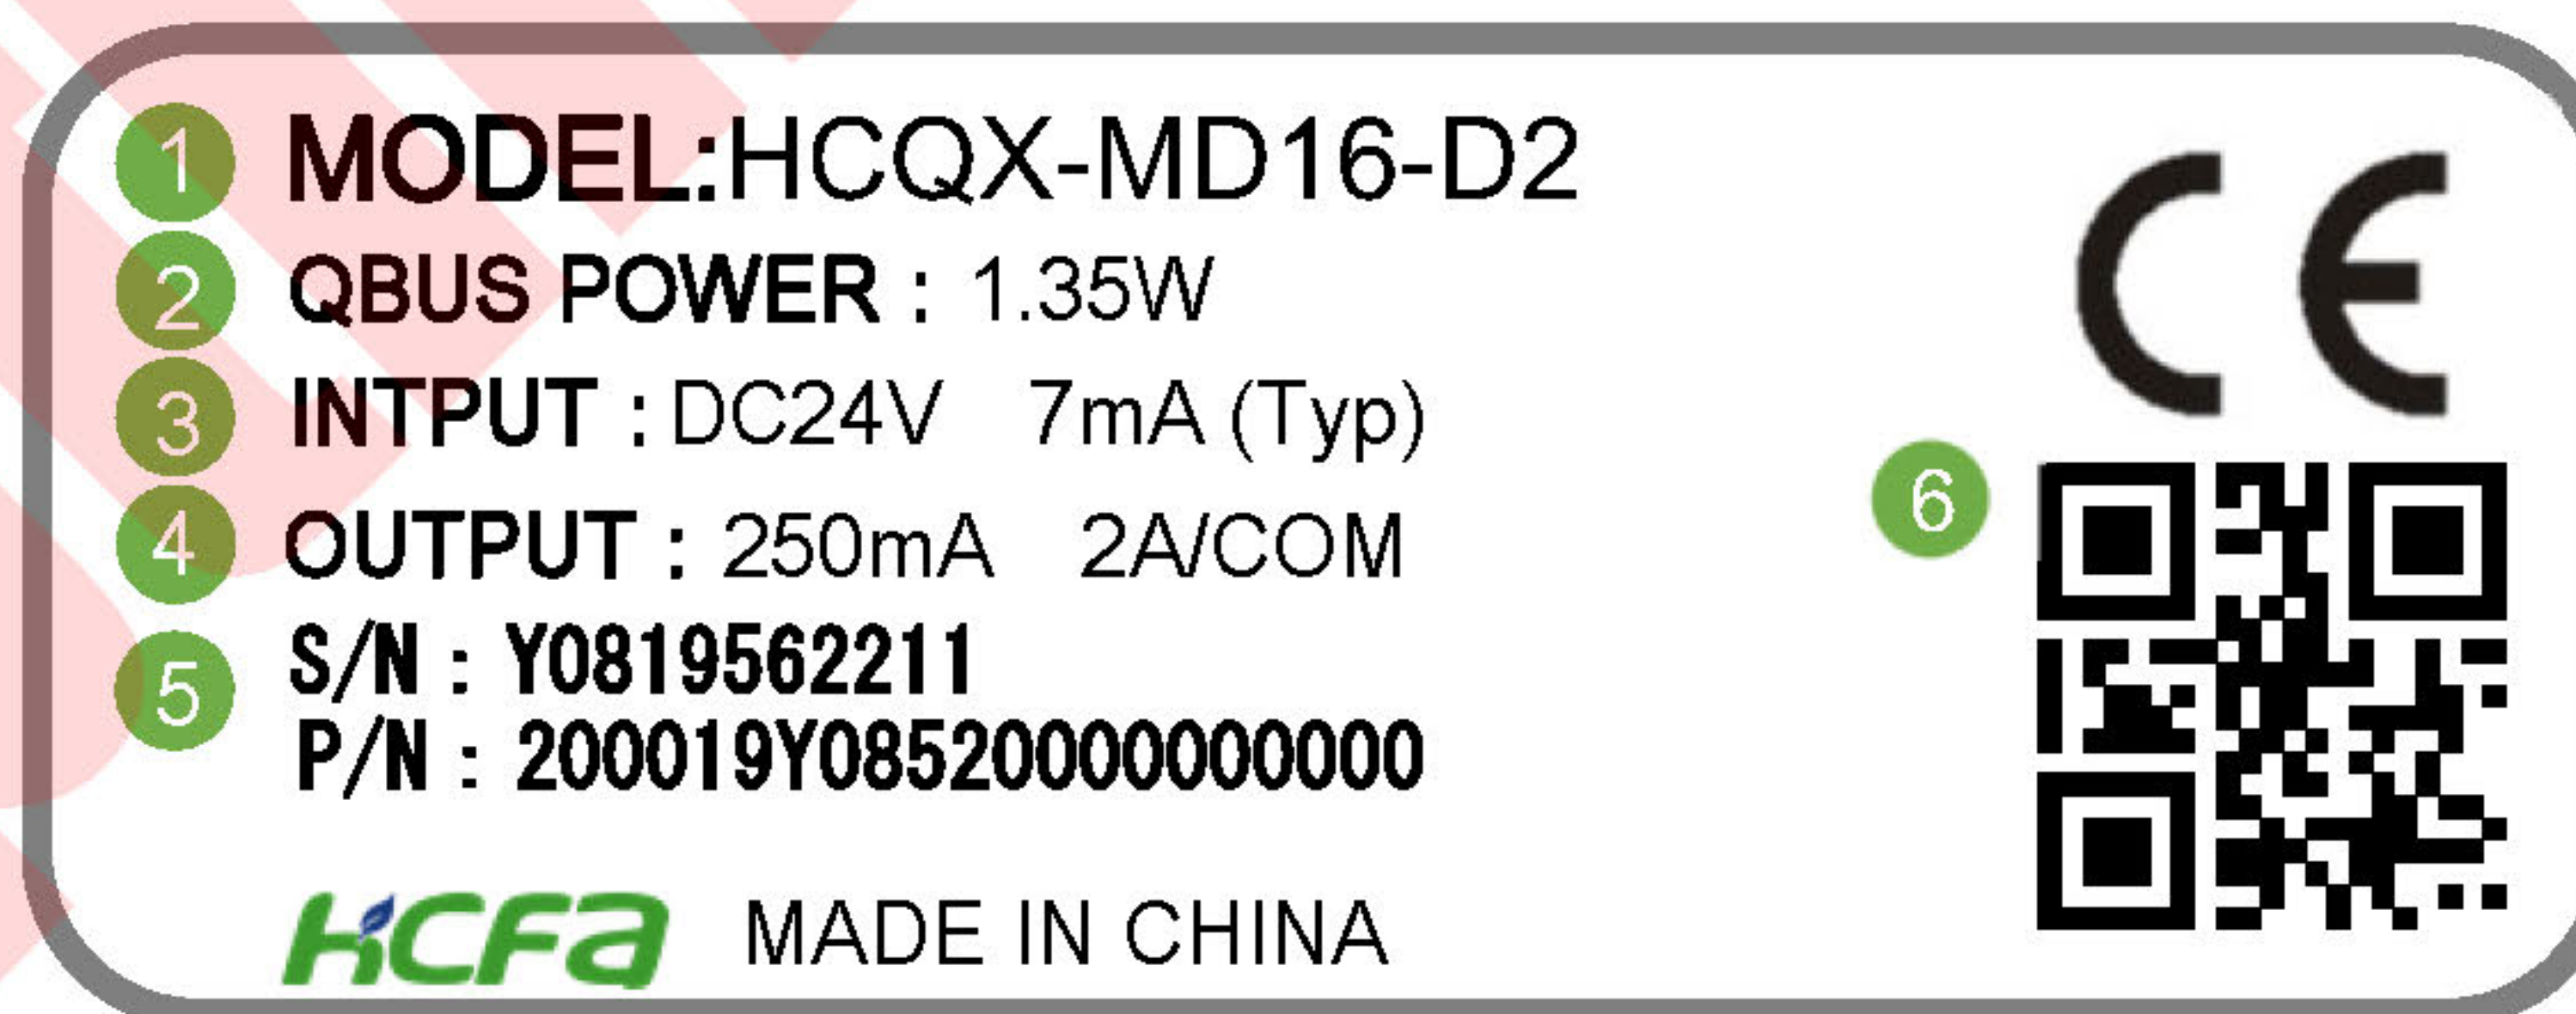 1 MODEL:HCQX-MD16-D2
2 QBUS POWER : 1.35W
3 INTPUT : DC24V 7mA (Typ)
4 OUTPUT : 250mA 2A/COM
5 S/N : Y0819562211
P/N : 200019Y08520000000000
HCFa MADE IN CHINA
CE
6